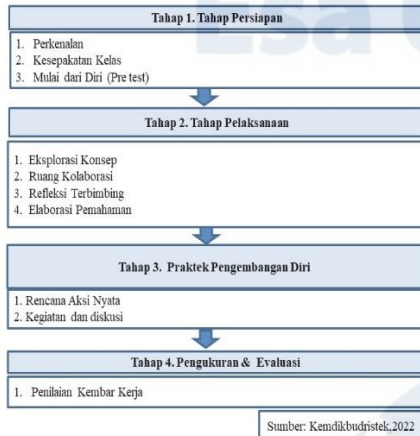 Esa
Tahap 1. Tahap Persiapan
1. Perkenalan
2. Kesepakatan Kelas
3. Mulai dari Diri (Pre test)
Tahap 2. Tahap Pelaksanaan
1. Eksplorasi Konsep
2. Ruang Kolaborasi
3. Refleksi Terbimbing
4. Elaborasi Pemahaman
Tahap 3. Praktek Pengembangan Diri
1. Rencana Aksi Nyata
2. Kegiatan dan diskusi
Tahap 4. Pengukuran & Evaluasi
1. Penilaian Kembar Kerja
Sumber: Kemdikbudristek,2022